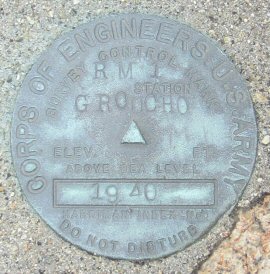 CORPS OF ENGINEERS U.S. ARMY
SURVEY CONTROL MARK
RM 1
STATION
GROUCHO
ELEV. FT.
ABOVE SEA LEVEL
1940
DO NOT DISTURB